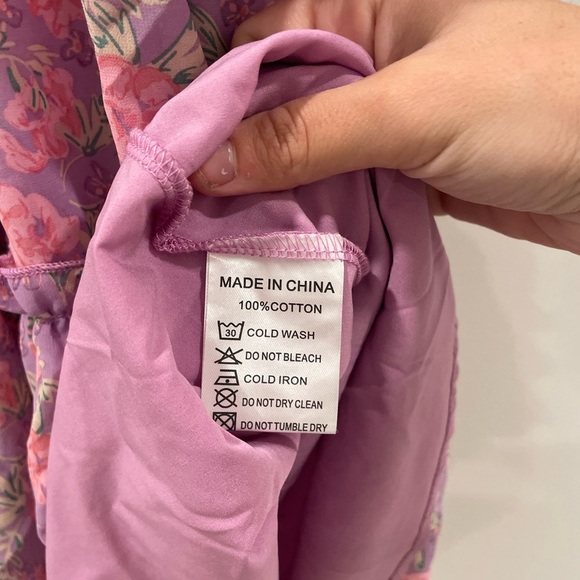 MADE IN CHINA
100%COTTON
30 COLD WASH
DO NOT BLEACH
COLD IRON
DO NOT DRY CLEAN
DO NOT TUMBLE DRY